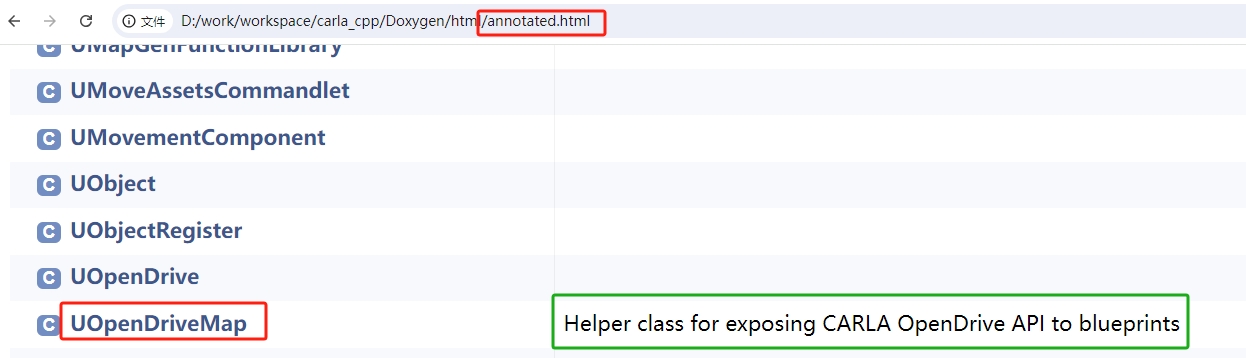 文件 D:/work/workspace/carla_cpp/Doxygen/html/annotated.html
C UMapGenFunctionLibrary
C UMoveAssetsCommandlet
C UMovementComponent
C UObject
C UObjectRegister
C UOpenDrive
C UOpenDriveMap Helper class for exposing CARLA OpenDrive API to blueprints